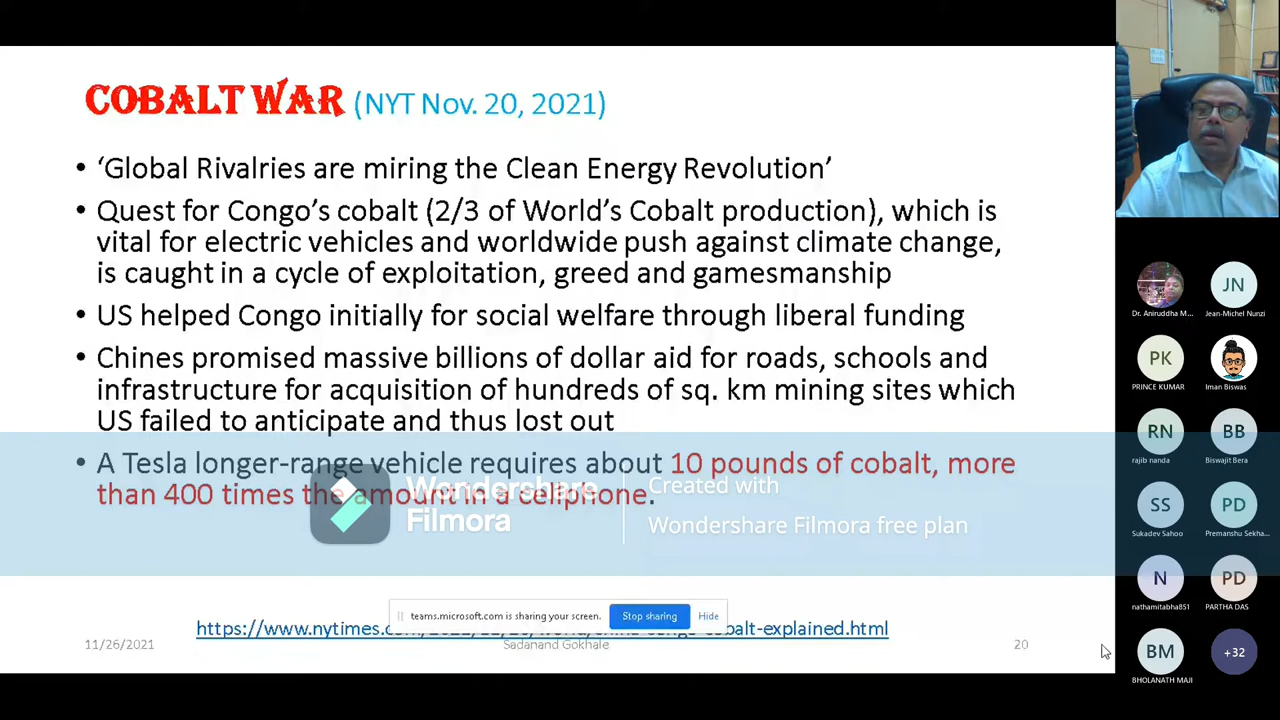 COBALT WAR (NYT Nov. 20, 2021)
• ‘Global Rivalries are miring the Clean Energy Revolution’
• Quest for Congo’s cobalt (2/3 of World’s Cobalt production), which is
vital for electric vehicles and worldwide push against climate change,
is caught in a cycle of exploitation, greed and gamesmanship
• US helped Congo initially for social welfare through liberal funding
• Chines promised massive billions of dollar aid for roads, schools and
infrastructure for acquisition of hundreds of sq. km mining sites which
US failed to anticipate and thus lost out
• A Tesla longer-range vehicle requires about 10 pounds of cobalt, more
than 400 times the amount in a cellphone.
Wondershare
Filmora
Created with
Wondershare Filmora free plan
teams.microsoft.com is sharing your screen.
Stop sharing
Hide
https://www.nytimes.com
cobalt-explained.html
11/26/2021
Sadanand Gokhale
20
Dr. Aniruddha M...
JN
Jean-Michel Nunzi
PK
PRINCE KUMAR
Iman Biswas
RN
rajib nanda
BB
Biswajit Bera
SS
Sukadev Sahoo
PD
Premanshu Sekha...
N
nathamitabha851
PD
PARTHA DAS
BM
BHOLANATH MAJI
+32